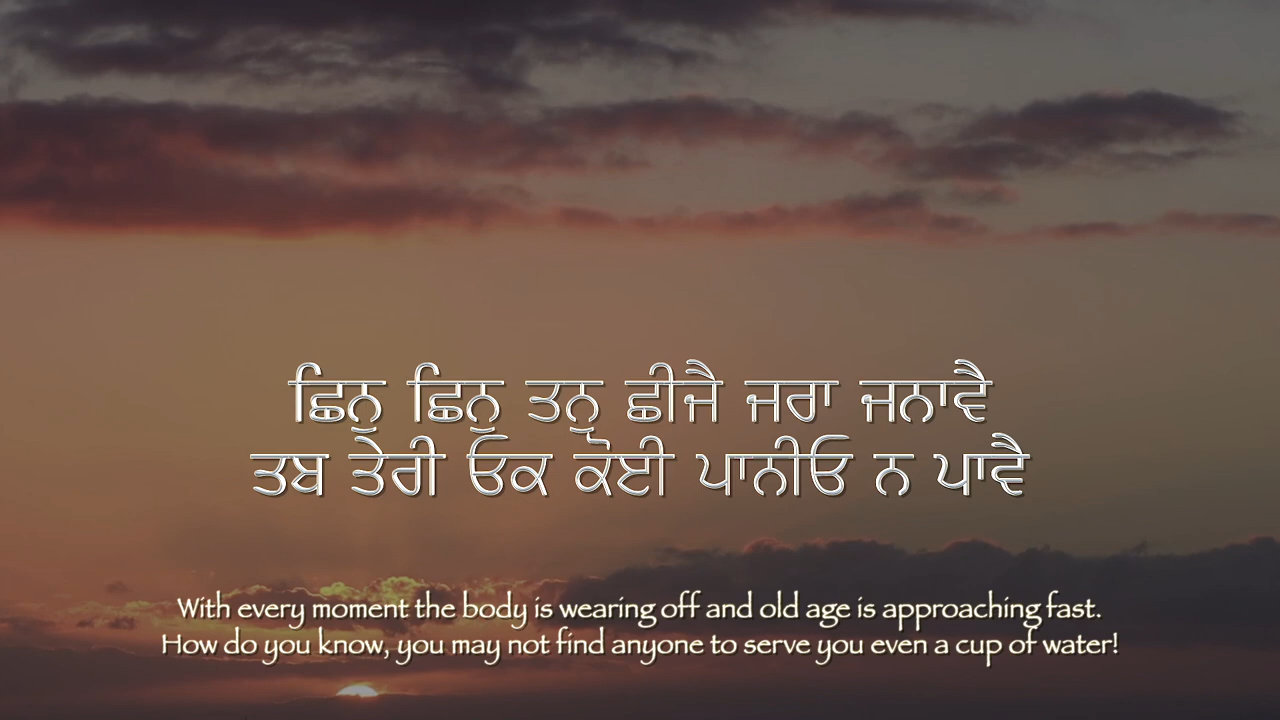 ਛਿਨੁ ਛਿਨੁ ਤਨੁ ਛੀਜੈ ਜਰਾ ਜਨਾਵੈ
ਤਬ ਤੇਰੀ ਓਕ ਕੋਈ ਪਾਨੀਓ ਨ ਪਾਵੈ
With every moment the body is wearing off and old age is approaching fast.
How do you know, you may not find anyone to serve you even a cup of water!